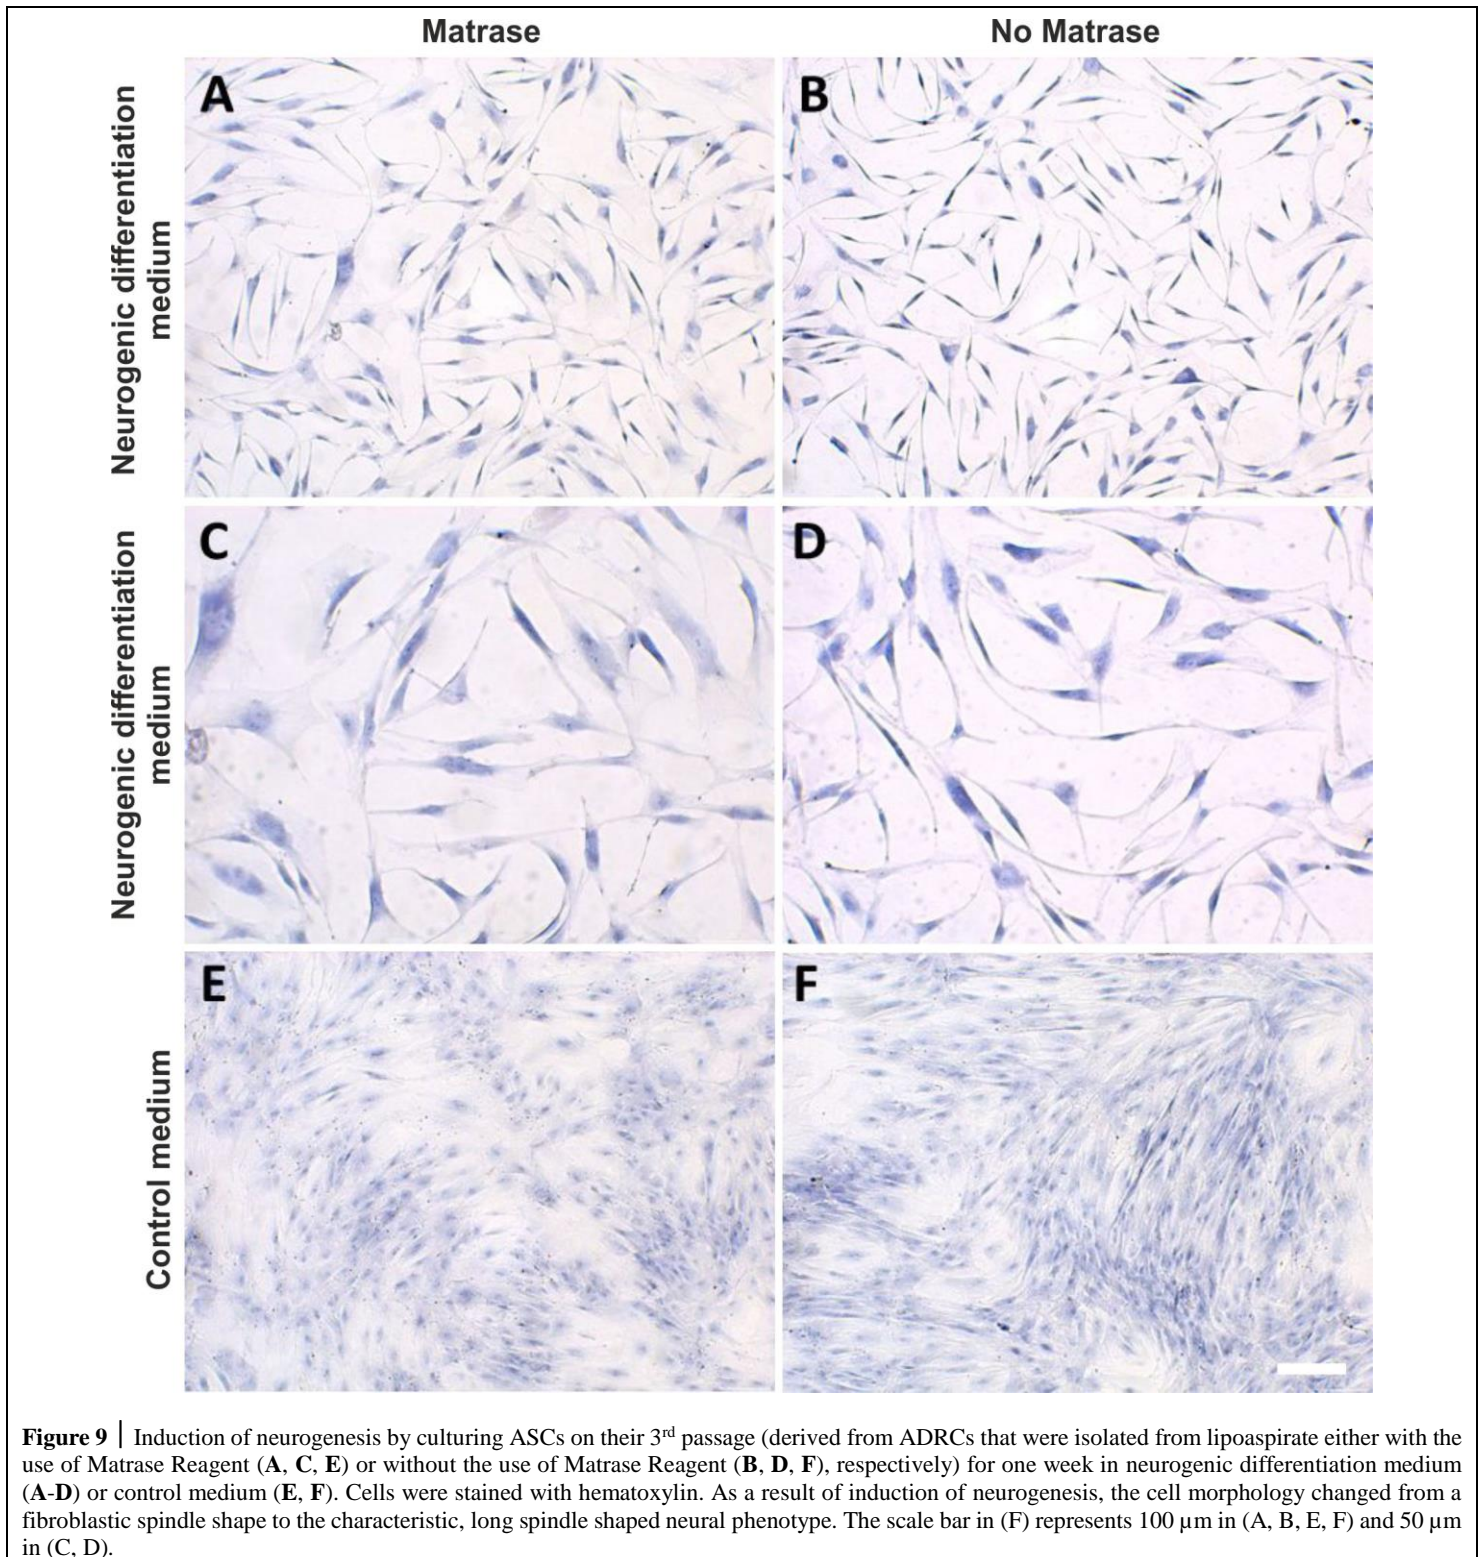 Matrase
No Matrase
Neurogenic differentiation
medium
A
B
Neurogenic differentiation
medium
C
D
Control medium
E
F
Figure 9 | Induction of neurogenesis by culturing ASCs on their 3rd passage (derived from ADRCs that were isolated from lipoaspirate either with the
use of Matrase Reagent (A, C, E) or without the use of Matrase Reagent (B, D, F), respectively) for one week in neurogenic differentiation medium
(A-D) or control medium (E, F). Cells were stained with hematoxylin. As a result of induction of neurogenesis, the cell morphology changed from a
fibroblastic spindle shape to the characteristic, long spindle shaped neural phenotype. The scale bar in (F) represents 100 µm in (A, B, E, F) and 50 µm
in (C, D).